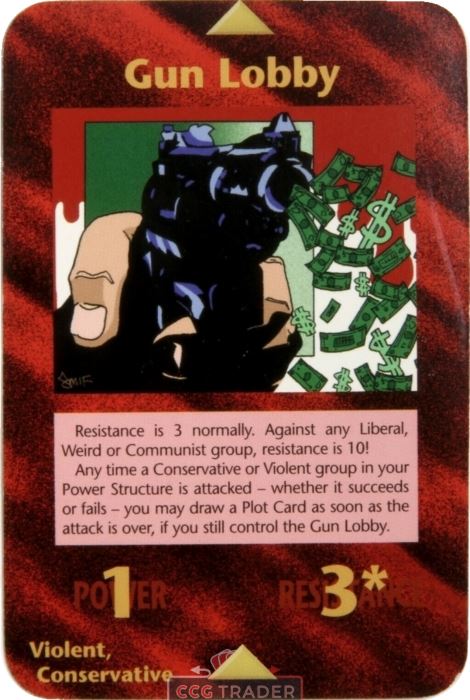 Gun Lobby
SMIF
Resistance is 3 normally. Against any Liberal,
Weird or Communist group, resistance is 10!
Any time a Conservative or Violent group in your
Power Structure is attacked – whether it succeeds
or fails – you may draw a Plot Card as soon as the
attack is over, if you still control the Gun Lobby.
POWER 1 RESISTANCE 3*
Violent,
Conservative
CCG TRADER